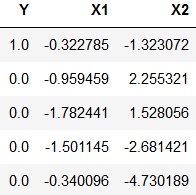 Y X1 X2
1.0 -0.322785 -1.323072
0.0 -0.959459 2.255321
0.0 -1.782441 1.528056
0.0 -1.501145 -2.681421
0.0 -0.340096 -4.730189